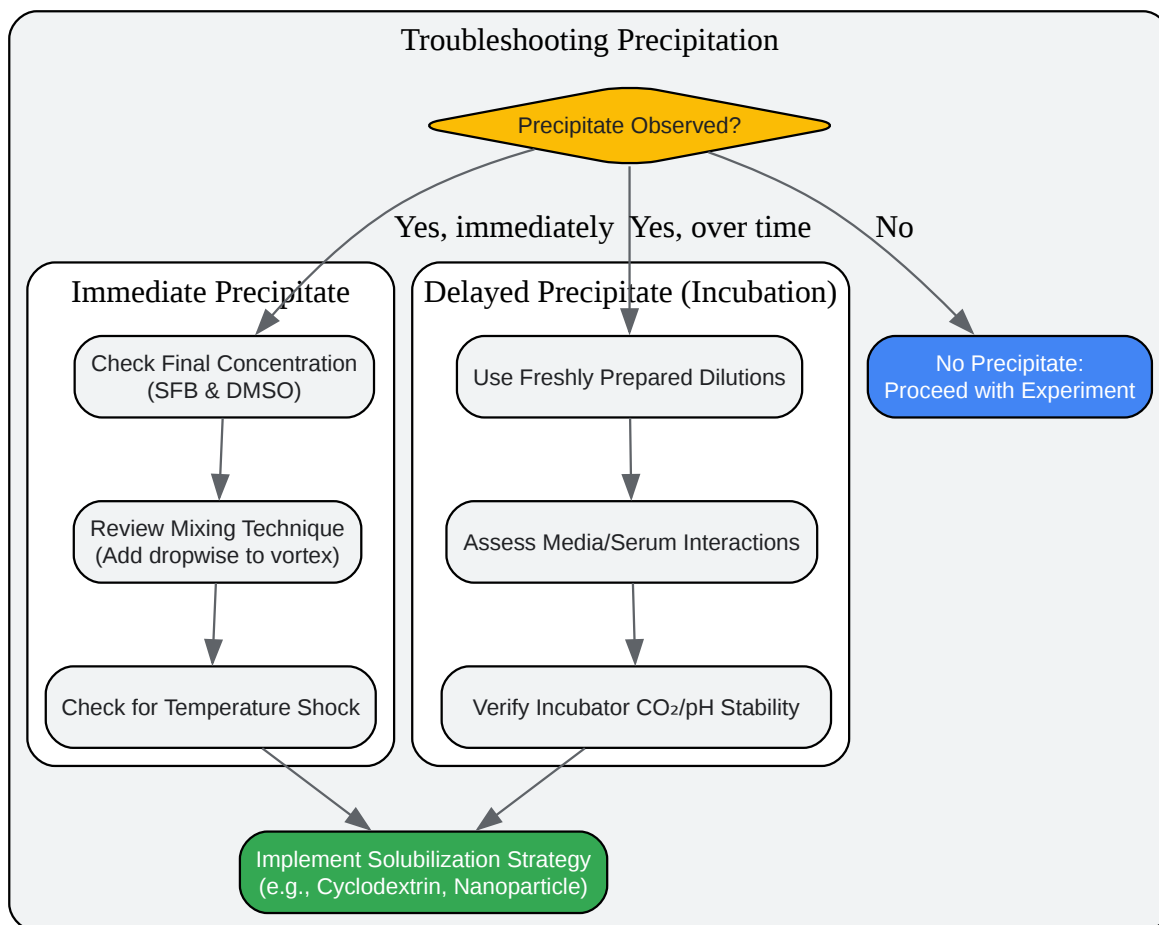 Troubleshooting Precipitation
Precipitate Observed?
Yes, immediately
Yes, over time
No
Immediate Precipitate
Check Final Concentration
(SFB & DMSO)
Review Mixing Technique
(Add dropwise to vortex)
Check for Temperature Shock
Delayed Precipitate (Incubation)
Use Freshly Prepared Dilutions
Assess Media/Serum Interactions
Verify Incubator CO₂/pH Stability
No Precipitate:
Proceed with Experiment
Implement Solubilization Strategy
(e.g., Cyclodextrin, Nanoparticle)